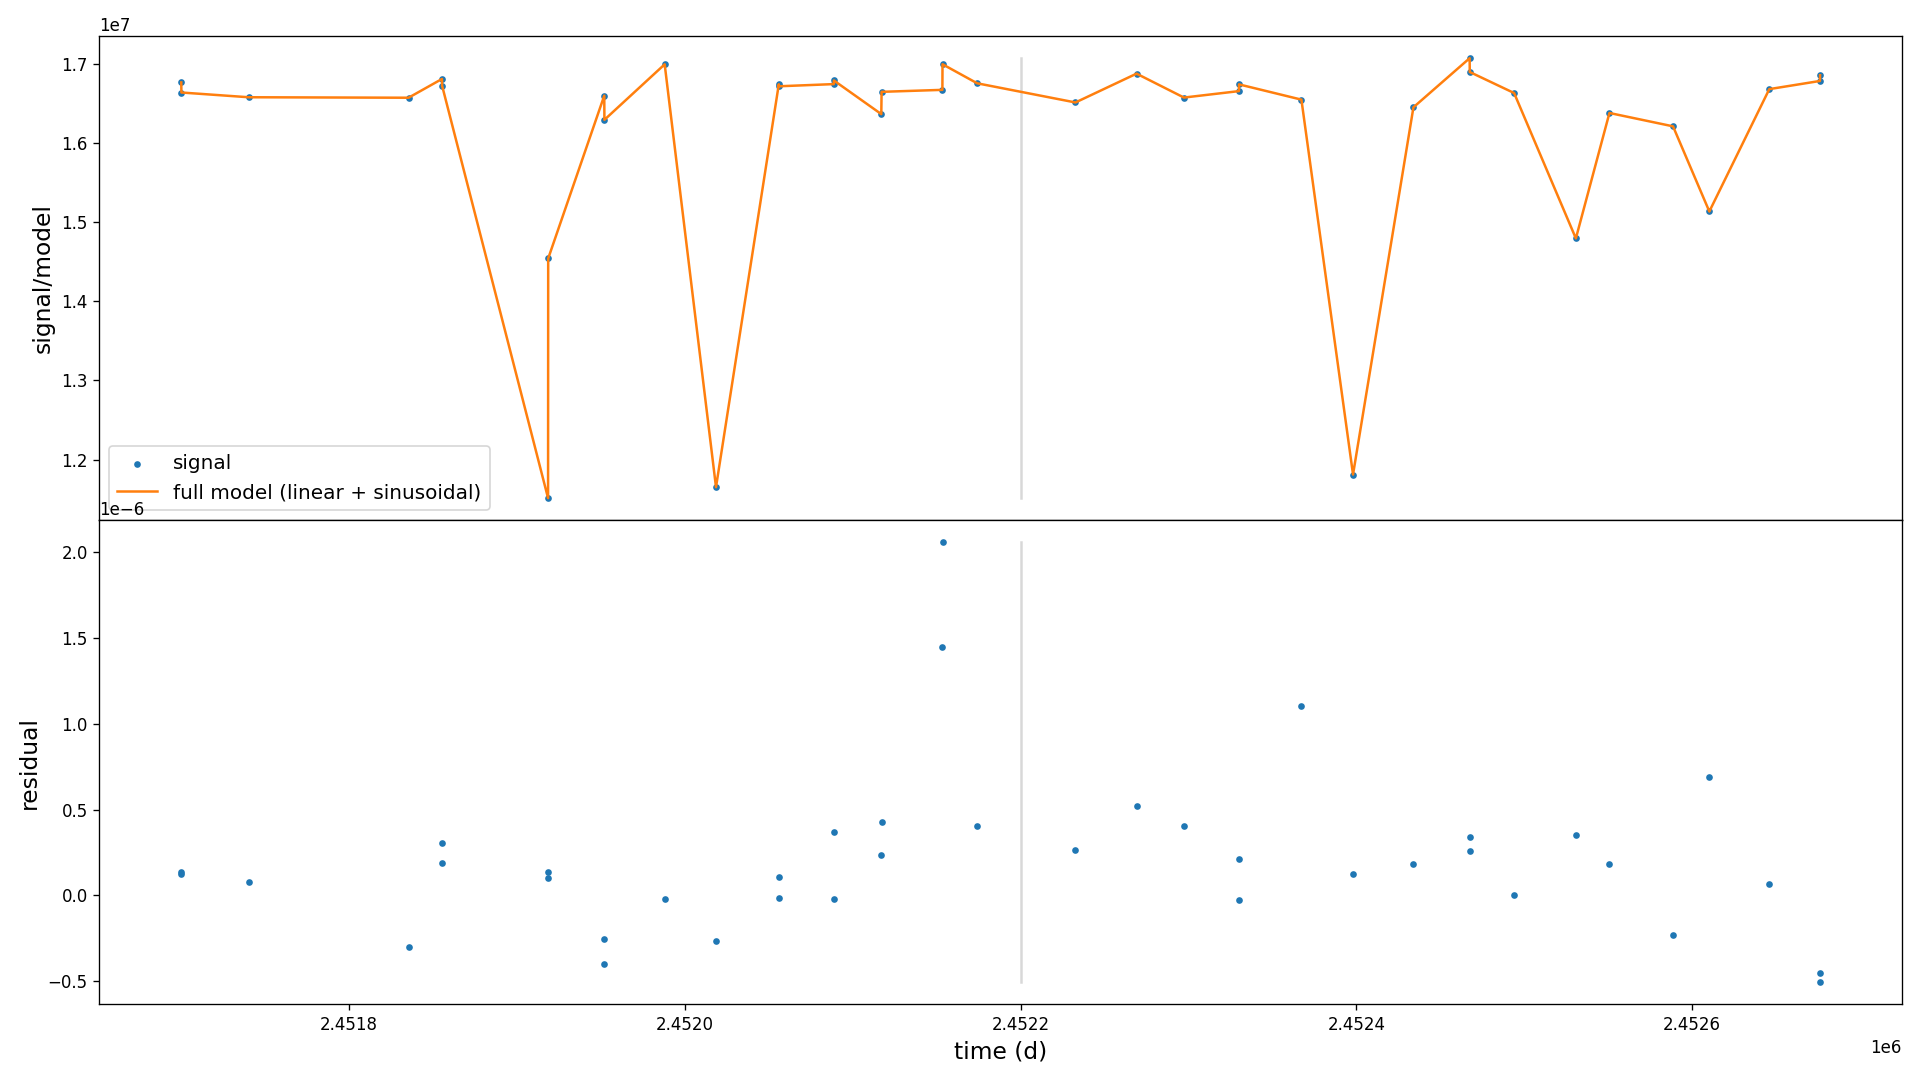 1e7
1.7
1.6
1.5
1.4
1.3
1.2
signal/model
signal
full model (linear + sinusoidal)
1e−6
2.0
1.5
1.0
0.5
0.0
−0.5
residual
2.4518
2.4520
2.4522
2.4524
2.4526
time (d)
1e6